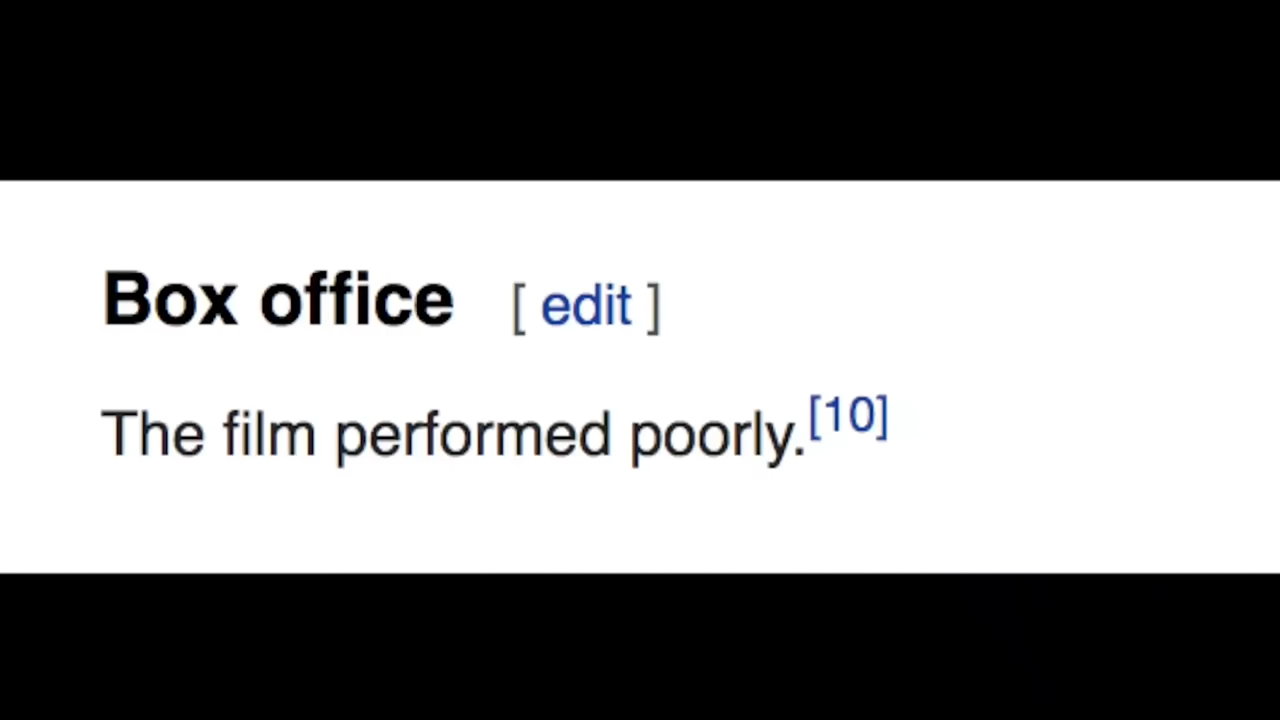 Box office [ edit ]
The film performed poorly.[10]